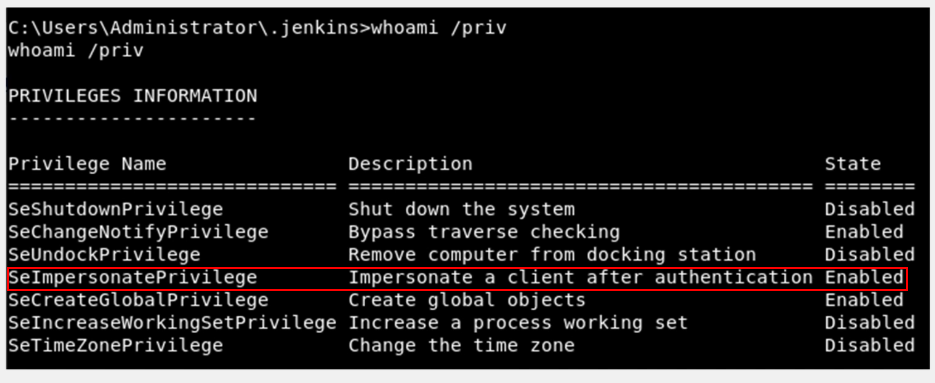 C:\Users\Administrator\.jenkins>whoami /priv
whoami /priv
PRIVILEGES INFORMATION
----------------------
Privilege Name Description State
============================= ========================================= ========
SeShutdownPrivilege Shut down the system Disabled
SeChangeNotifyPrivilege Bypass traverse checking Enabled
SeUndockPrivilege Remove computer from docking station Disabled
SeImpersonatePrivilege Impersonate a client after authentication Enabled
SeCreateGlobalPrivilege Create global objects Enabled
SeIncreaseWorkingSetPrivilege Increase a process working set Disabled
SeTimeZonePrivilege Change the time zone Disabled